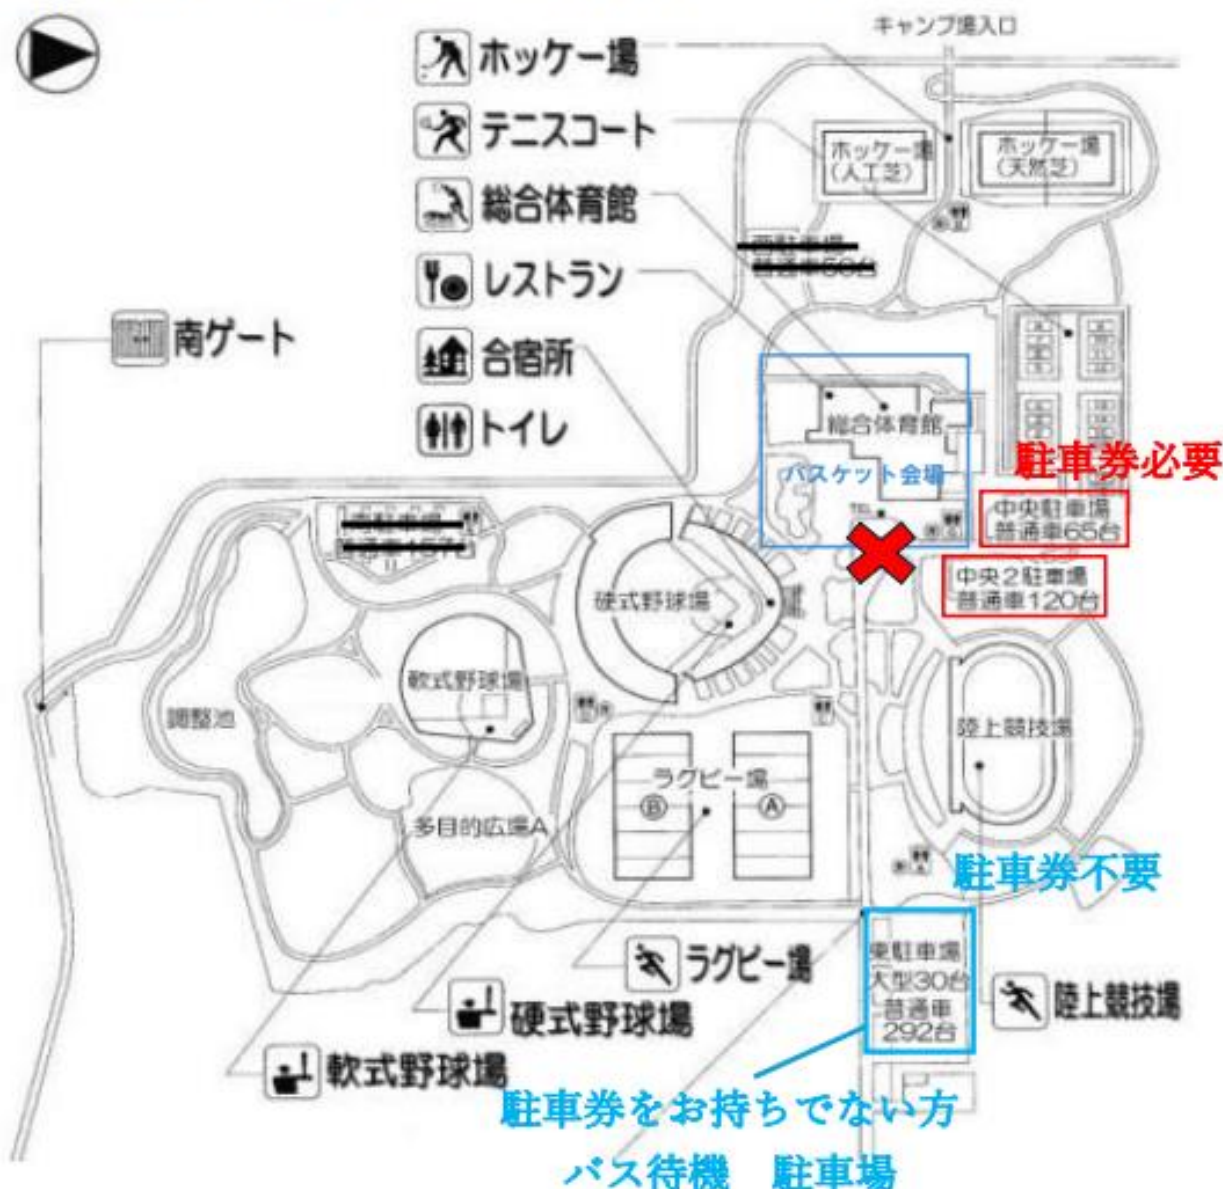 キャンプ場入口
ホッケー場
テニスコート
総合体育館
レストラン
合宿所
トイレ
南ゲート
ホッケー場
(人工芝)
ホッケー場
(天然芝)
総合体育館
バスケット会場
TEL
駐車券必要
中央駐車場
普通車65台
中央2駐車場
普通車120台
硬式野球場
軟式野球場
調整池
多目的広場A
ラグビー場
B
A
陸上競技場
駐車券不要
東駐車場
大型30台
普通車
292台
ラグビー場
硬式野球場
軟式野球場
陸上競技場
駐車券をお持ちでない方
バス待機 駐車場